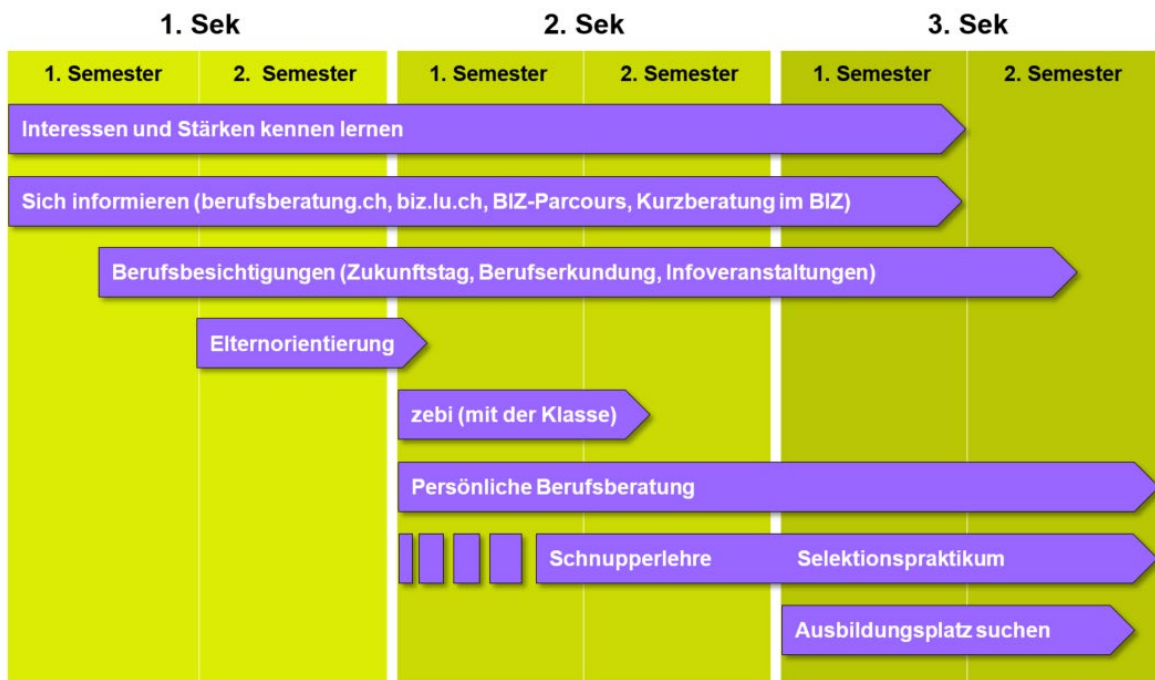 1. Sek 2. Sek 3. Sek
1. Semester 2. Semester 1. Semester 2. Semester 1. Semester 2. Semester
Interessen und Stärken kennen lernen
Sich informieren (berufsberatung.ch, biz.lu.ch, BIZ-Parcours, Kurzberatung im BIZ)
Berufsbesichtigungen (Zukunftstag, Berufserkundung, Infoveranstaltungen)
Elternorientierung
zebi (mit der Klasse)
Persönliche Berufsberatung
Schnupperlehre Selektionspraktikum
Ausbildungsplatz suchen